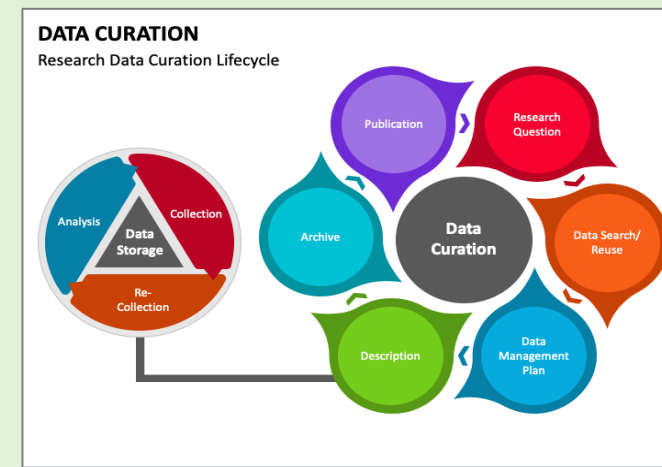 DATA CURATION
Research Data Curation Lifecycle
Analysis
Collection
Data
Storage
Re-
Collection
Publication
Research
Question
Archive
Data
Curation
Data Search/
Reuse
Description
Data
Management
Plan